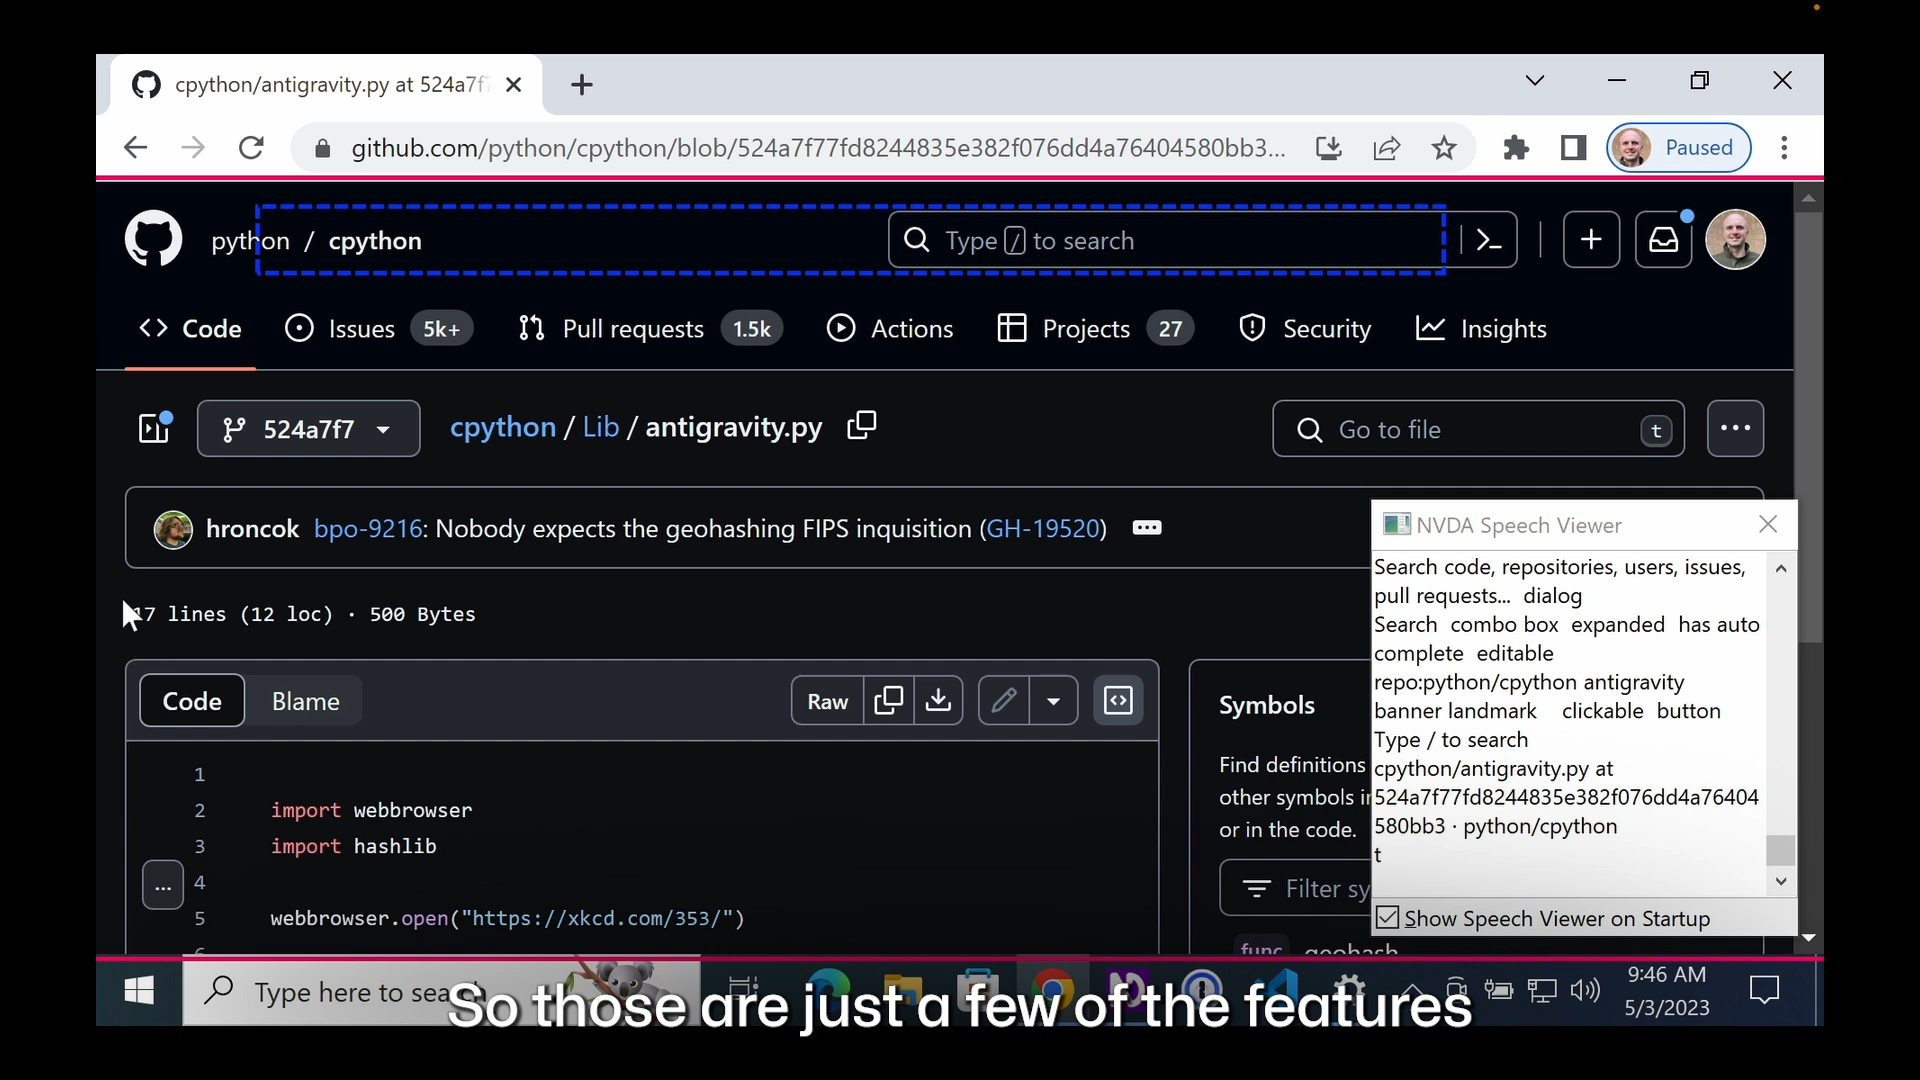 cpython/antigravity.py at 524a7f7
github.com/python/cpython/blob/524a7f77fd8244835e382f076dd4a76404580bb3...
Paused
python / cpython
Type / to search
Code
Issues 5k+
Pull requests 1.5k
Actions
Projects 27
Security
Insights
524a7f7
cpython / Lib / antigravity.py
Go to file
t
hroncok bpo-9216: Nobody expects the geohashing FIPS inquisition (GH-19520)
17 lines (12 loc) · 500 Bytes
Code
Blame
Raw
1
2 import webbrowser
3 import hashlib
4
5 webbrowser.open("https://xkcd.com/353/")
6
Symbols
Find definitions
other symbols
or in the code.
Filter
func geohash
NVDA Speech Viewer
Search code, repositories, users, issues,
pull requests... dialog
Search combo box expanded has auto
complete editable
repo:python/cpython antigravity
banner landmark clickable button
Type / to search
cpython/antigravity.py at
524a7f77fd8244835e382f076dd4a76404
580bb3 · python/cpython
t
Show Speech Viewer on Startup
Type here to search
9:46 AM
5/3/2023
So those are just a few of the features